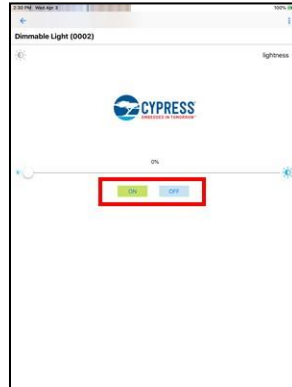 2:30 PM Wed Apr 3
100%
Dimmable Light (0002)
lightness
CYPRESS
EMBEDDED IN TOMORROW
0%
ON OFF